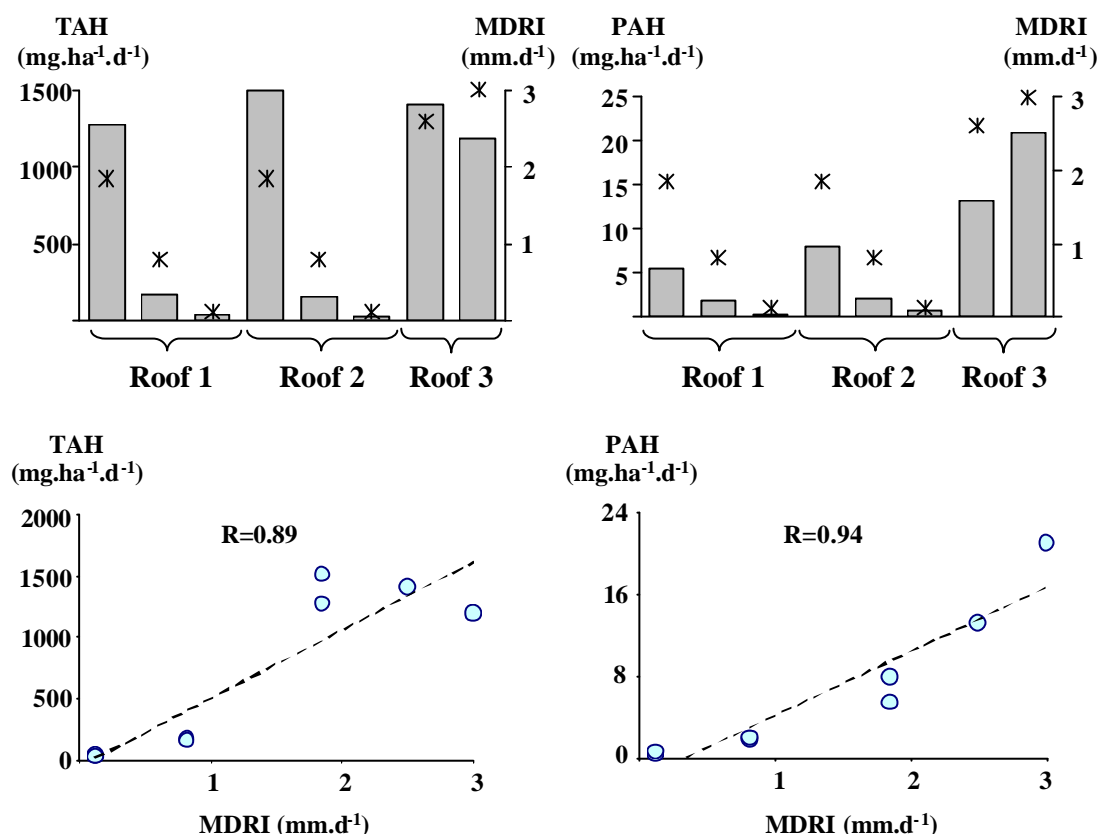 TAH
(mg.ha-1.d-1)
MDRI
(mm.d-1)
1500
1000
500
3
2
1
Roof 1
Roof 2
Roof 3
PAH
(mg.ha-1.d-1)
MDRI
(mm.d-1)
25
20
15
10
5
3
2
1
Roof 1
Roof 2
Roof 3
TAH
(mg.ha-1.d-1)
2000
1500
1000
500
0
R=0.89
1
2
3
MDRI (mm.d-1)
PAH
(mg.ha-1.d-1)
24
16
8
0
R=0.94
1
2
3
MDRI (mm.d-1)